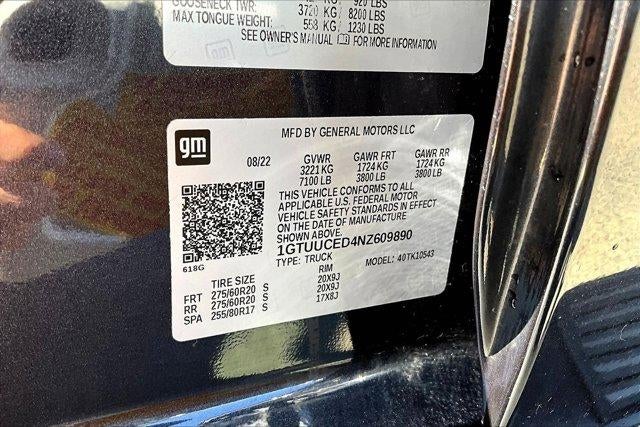 GOOSENECK TWR: 920 LBS
3720 KG/ 8200 LBS
MAX TONGUE WEIGHT: 558 KG/ 1230 LBS
SEE OWNER'S MANUAL FOR MORE INFORMATION
gm
MFD BY GENERAL MOTORS LLC
08/22 GVWR GAWR FRT GAWR RR
3221 KG 1724 KG 1724 KG
7100 LB 3800 LB 3800 LB
THIS VEHICLE CONFORMS TO ALL
APPLICABLE U.S. FEDERAL MOTOR
VEHICLE SAFETY STANDARDS IN EFFECT
ON THE DATE OF MANUFACTURE
1GTUUCED4NZ609890
TYPE: TRUCK MODEL: 40TK10543
618G
TIRE SIZE RIM
FRT 275/60R20 S 20X9J
RR 275/60R20 S 20X9J
SPA 255/80R17 S 17X8J